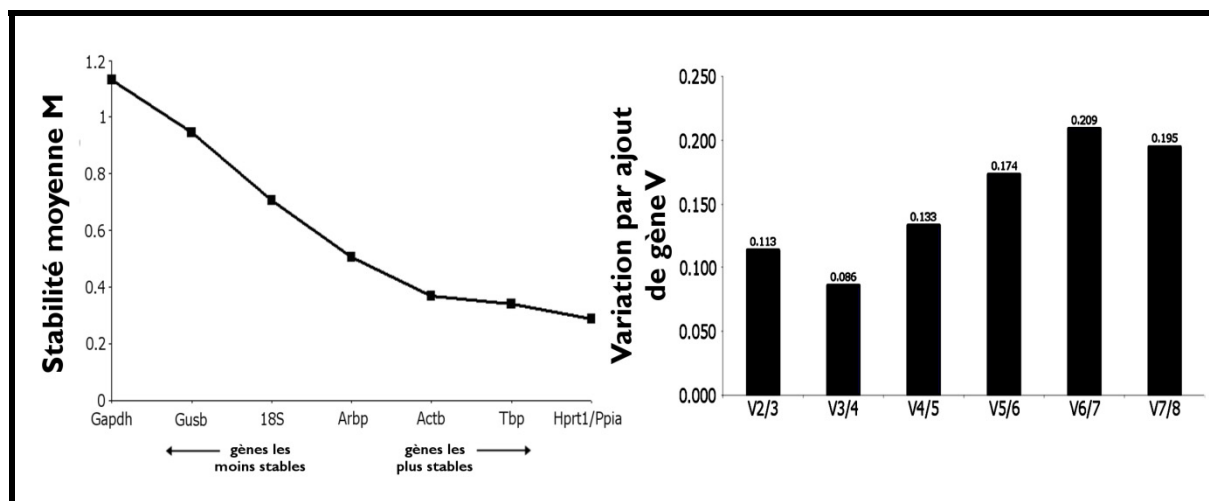 Stabilité moyenne M
1.2
1
0.8
0.6
0.4
0.2
0
Gapdh Gusb 18S Arbp Actb Tbp Hprt1/Ppia
gènes les
moins stables
gènes les
plus stables
Variation par ajout
de gène V
0.250
0.200
0.150
0.100
0.050
0.000
0.113
0.086
0.133
0.174
0.209
0.195
V2/3 V3/4 V4/5 V5/6 V6/7 V7/8